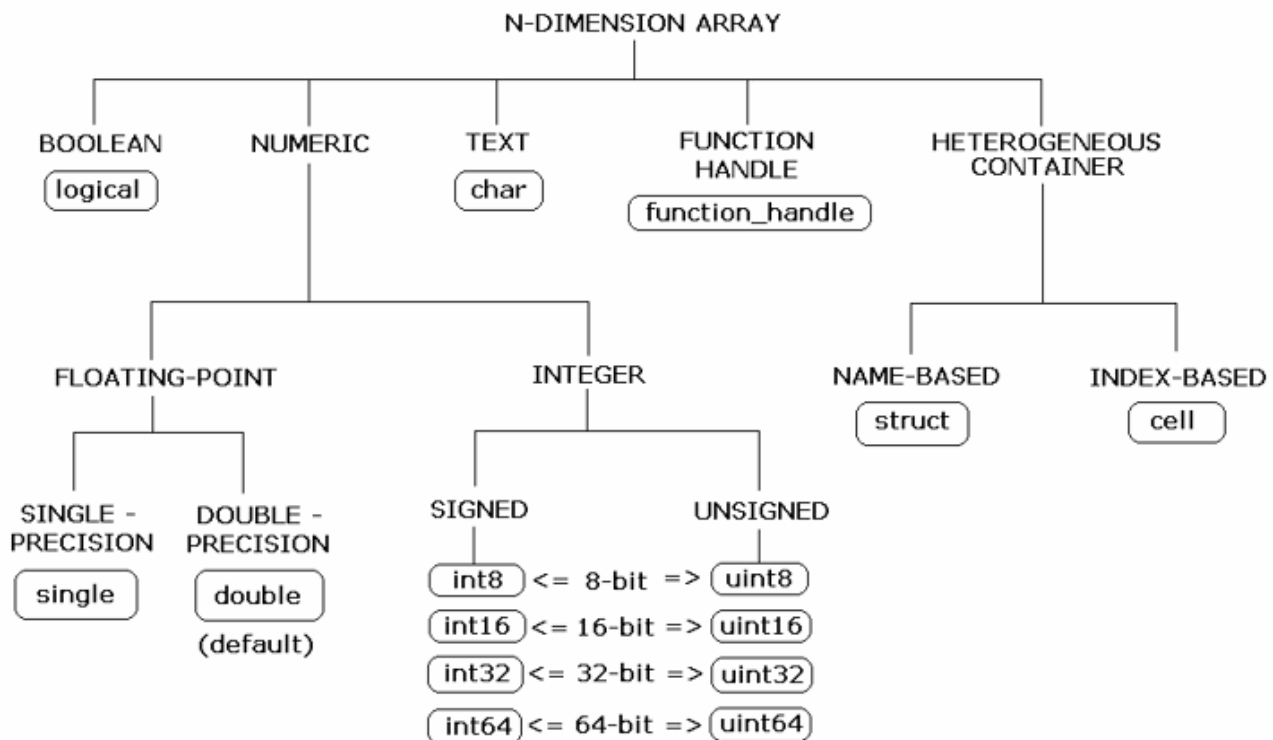 N-DIMENSION ARRAY
BOOLEAN
logical
NUMERIC
TEXT
char
FUNCTION
HANDLE
function_handle
HETEROGENEOUS
CONTAINER
FLOATING-POINT
INTEGER
NAME-BASED
struct
INDEX-BASED
cell
SINGLE -
PRECISION
single
DOUBLE -
PRECISION
double
(default)
SIGNED
UNSIGNED
int8 <= 8-bit => uint8
int16 <= 16-bit => uint16
int32 <= 32-bit => uint32
int64 <= 64-bit => uint64